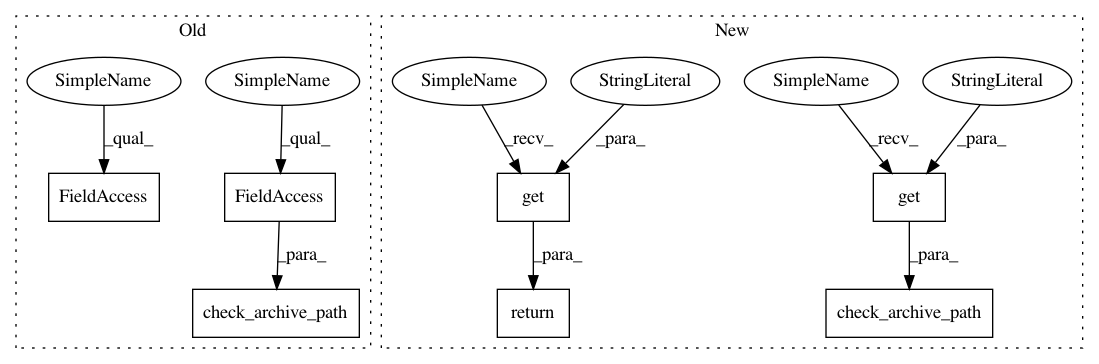 Old
New
SimpleName
SimpleName
SimpleName
StringLiteral
SimpleName
StringLiteral
_qual_
_qual_
_recv_
_para_
_recv_
_para_
FieldAccess
FieldAccess
get
get
_para_
_para_
_para_
check_archive_path
return
check_archive_path